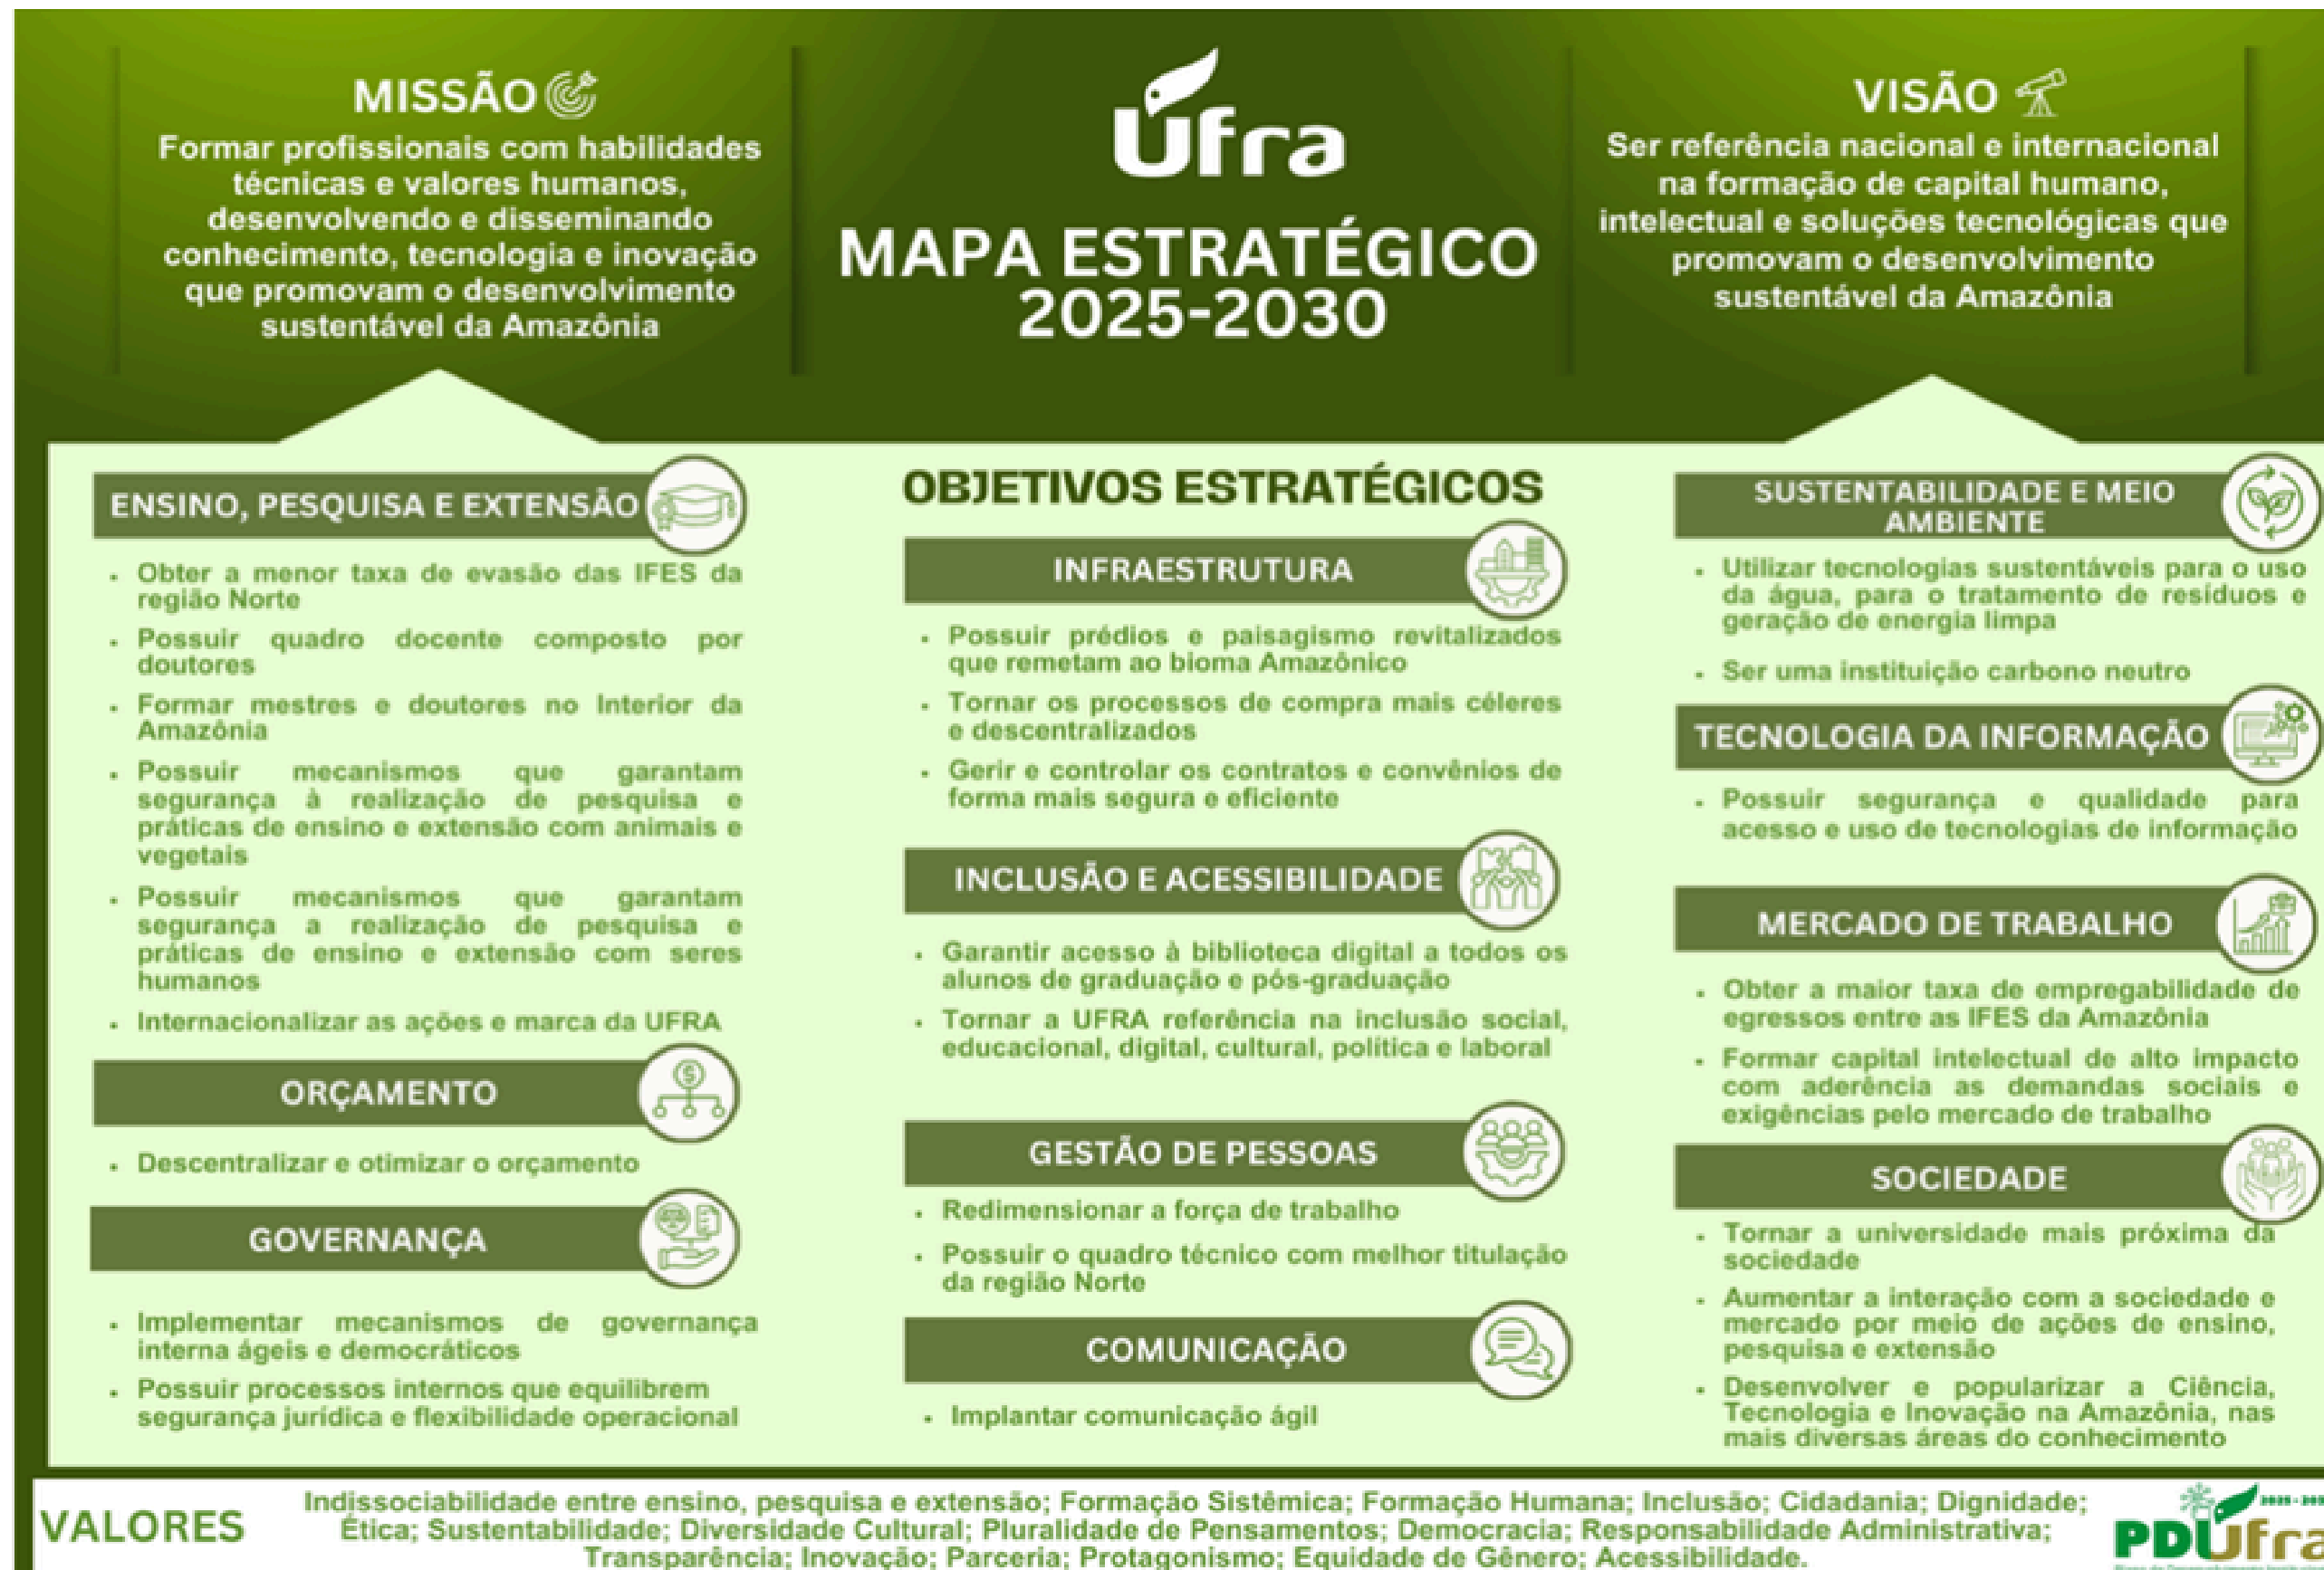 MISSÃO
Formar profissionais com habilidades
técnicas e valores humanos,
desenvolvendo e disseminando
conhecimento, tecnologia e inovação
que promovam o desenvolvimento
sustentável da Amazônia
Ufra
MAPA ESTRATÉGICO
2025-2030
VISÃO
Ser referência nacional e internacional
na formação de capital humano,
intelectual e soluções tecnológicas que
promovam o desenvolvimento
sustentável da Amazônia
ENSINO, PESQUISA E EXTENSÃO
• Obter a menor taxa de evasão das IFES da
região Norte
• Possuir quadro docente composto por
doutores
• Formar mestres e doutores no Interior da
Amazônia
• Possuir mecanismos que garantam
segurança à realização de pesquisa e
práticas de ensino e extensão com animais e
vegetais
• Possuir mecanismos que garantam
segurança a realização de pesquisa e
práticas de ensino e extensão com seres
humanos
• Internacionalizar as ações e marca da UFRA
ORÇAMENTO
• Descentralizar e otimizar o orçamento
GOVERNANÇA
• Implementar mecanismos de governança
interna ágeis e democráticos
• Possuir processos internos que equilibrem
segurança jurídica e flexibilidade operacional
OBJETIVOS ESTRATÉGICOS
INFRAESTRUTURA
• Possuir prédios e paisagismo revitalizados
que remetam ao bioma Amazônico
• Tornar os processos de compra mais céleres
e descentralizados
• Gerir e controlar os contratos e convênios de
forma mais segura e eficiente
INCLUSÃO E ACESSIBILIDADE
• Garantir acesso à biblioteca digital a todos os
alunos de graduação e pós-graduação
• Tornar a UFRA referência na inclusão social,
educacional, digital, cultural, política e laboral
GESTÃO DE PESSOAS
• Redimensionar a força de trabalho
• Possuir o quadro técnico com melhor titulação
da região Norte
COMUNICAÇÃO
• Implantar comunicação ágil
SUSTENTABILIDADE E MEIO
AMBIENTE
• Utilizar tecnologias sustentáveis para o uso
da água, para o tratamento de resíduos e
geração de energia limpa
• Ser uma instituição carbono neutro
TECNOLOGIA DA INFORMAÇÃO
• Possuir segurança e qualidade para
acesso e uso de tecnologias de informação
MERCADO DE TRABALHO
• Obter a maior taxa de empregabilidade de
egressos entre as IFES da Amazônia
• Formar capital intelectual de alto impacto
com aderência as demandas sociais e
exigências pelo mercado de trabalho
SOCIEDADE
• Tornar a universidade mais próxima da
sociedade
• Aumentar a interação com a sociedade e
mercado por meio de ações de ensino,
pesquisa e extensão
• Desenvolver e popularizar a Ciência,
Tecnologia e Inovação na Amazônia, nas
mais diversas áreas do conhecimento
VALORES
Indissociabilidade entre ensino, pesquisa e extensão; Formação Sistêmica; Formação Humana; Inclusão; Cidadania; Dignidade;
Ética; Sustentabilidade; Diversidade Cultural; Pluralidade de Pensamentos; Democracia; Responsabilidade Administrativa;
Transparência; Inovação; Parceria; Protagonismo; Equidade de Gênero; Acessibilidade.
PDUfra